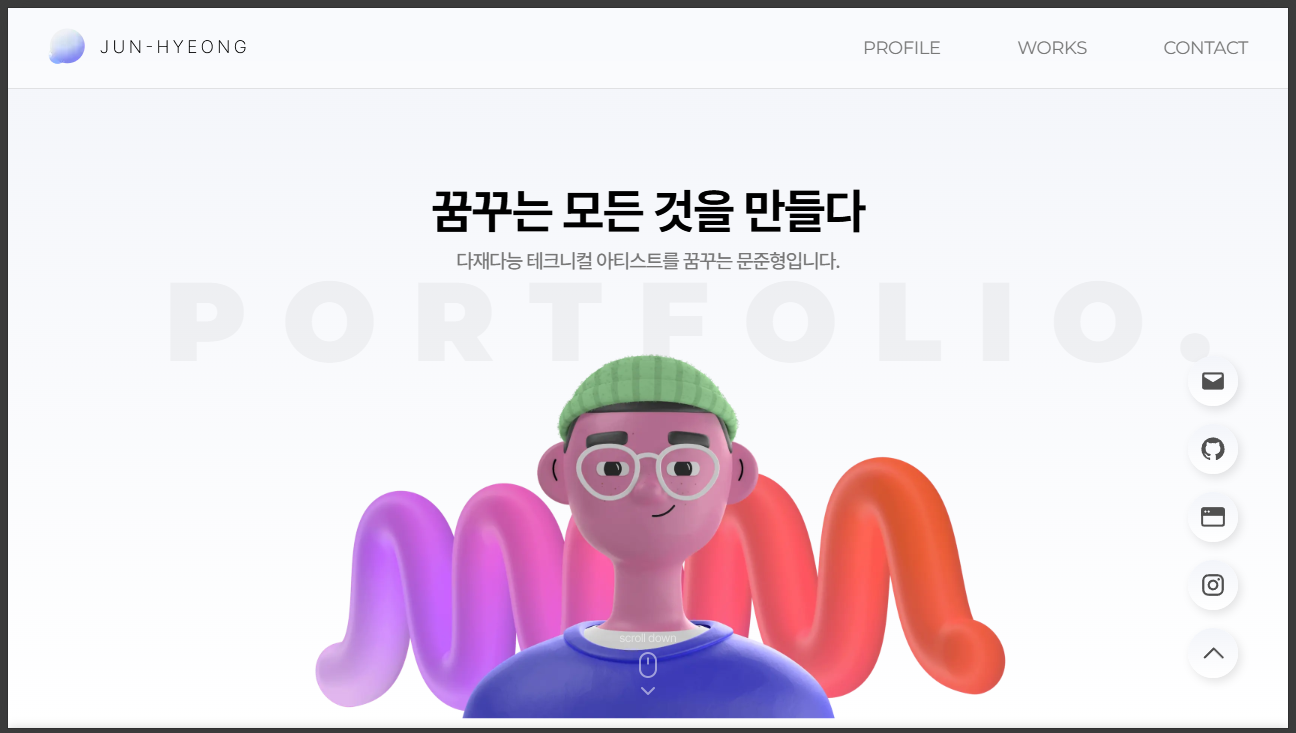 JUN-HYEONG
PROFILE
WORKS
CONTACT
꿈꾸는 모든 것을 만들다
다재다능 테크니컬 아티스트를 꿈꾸는 문준형입니다.
PORTFOLIO.
scroll down